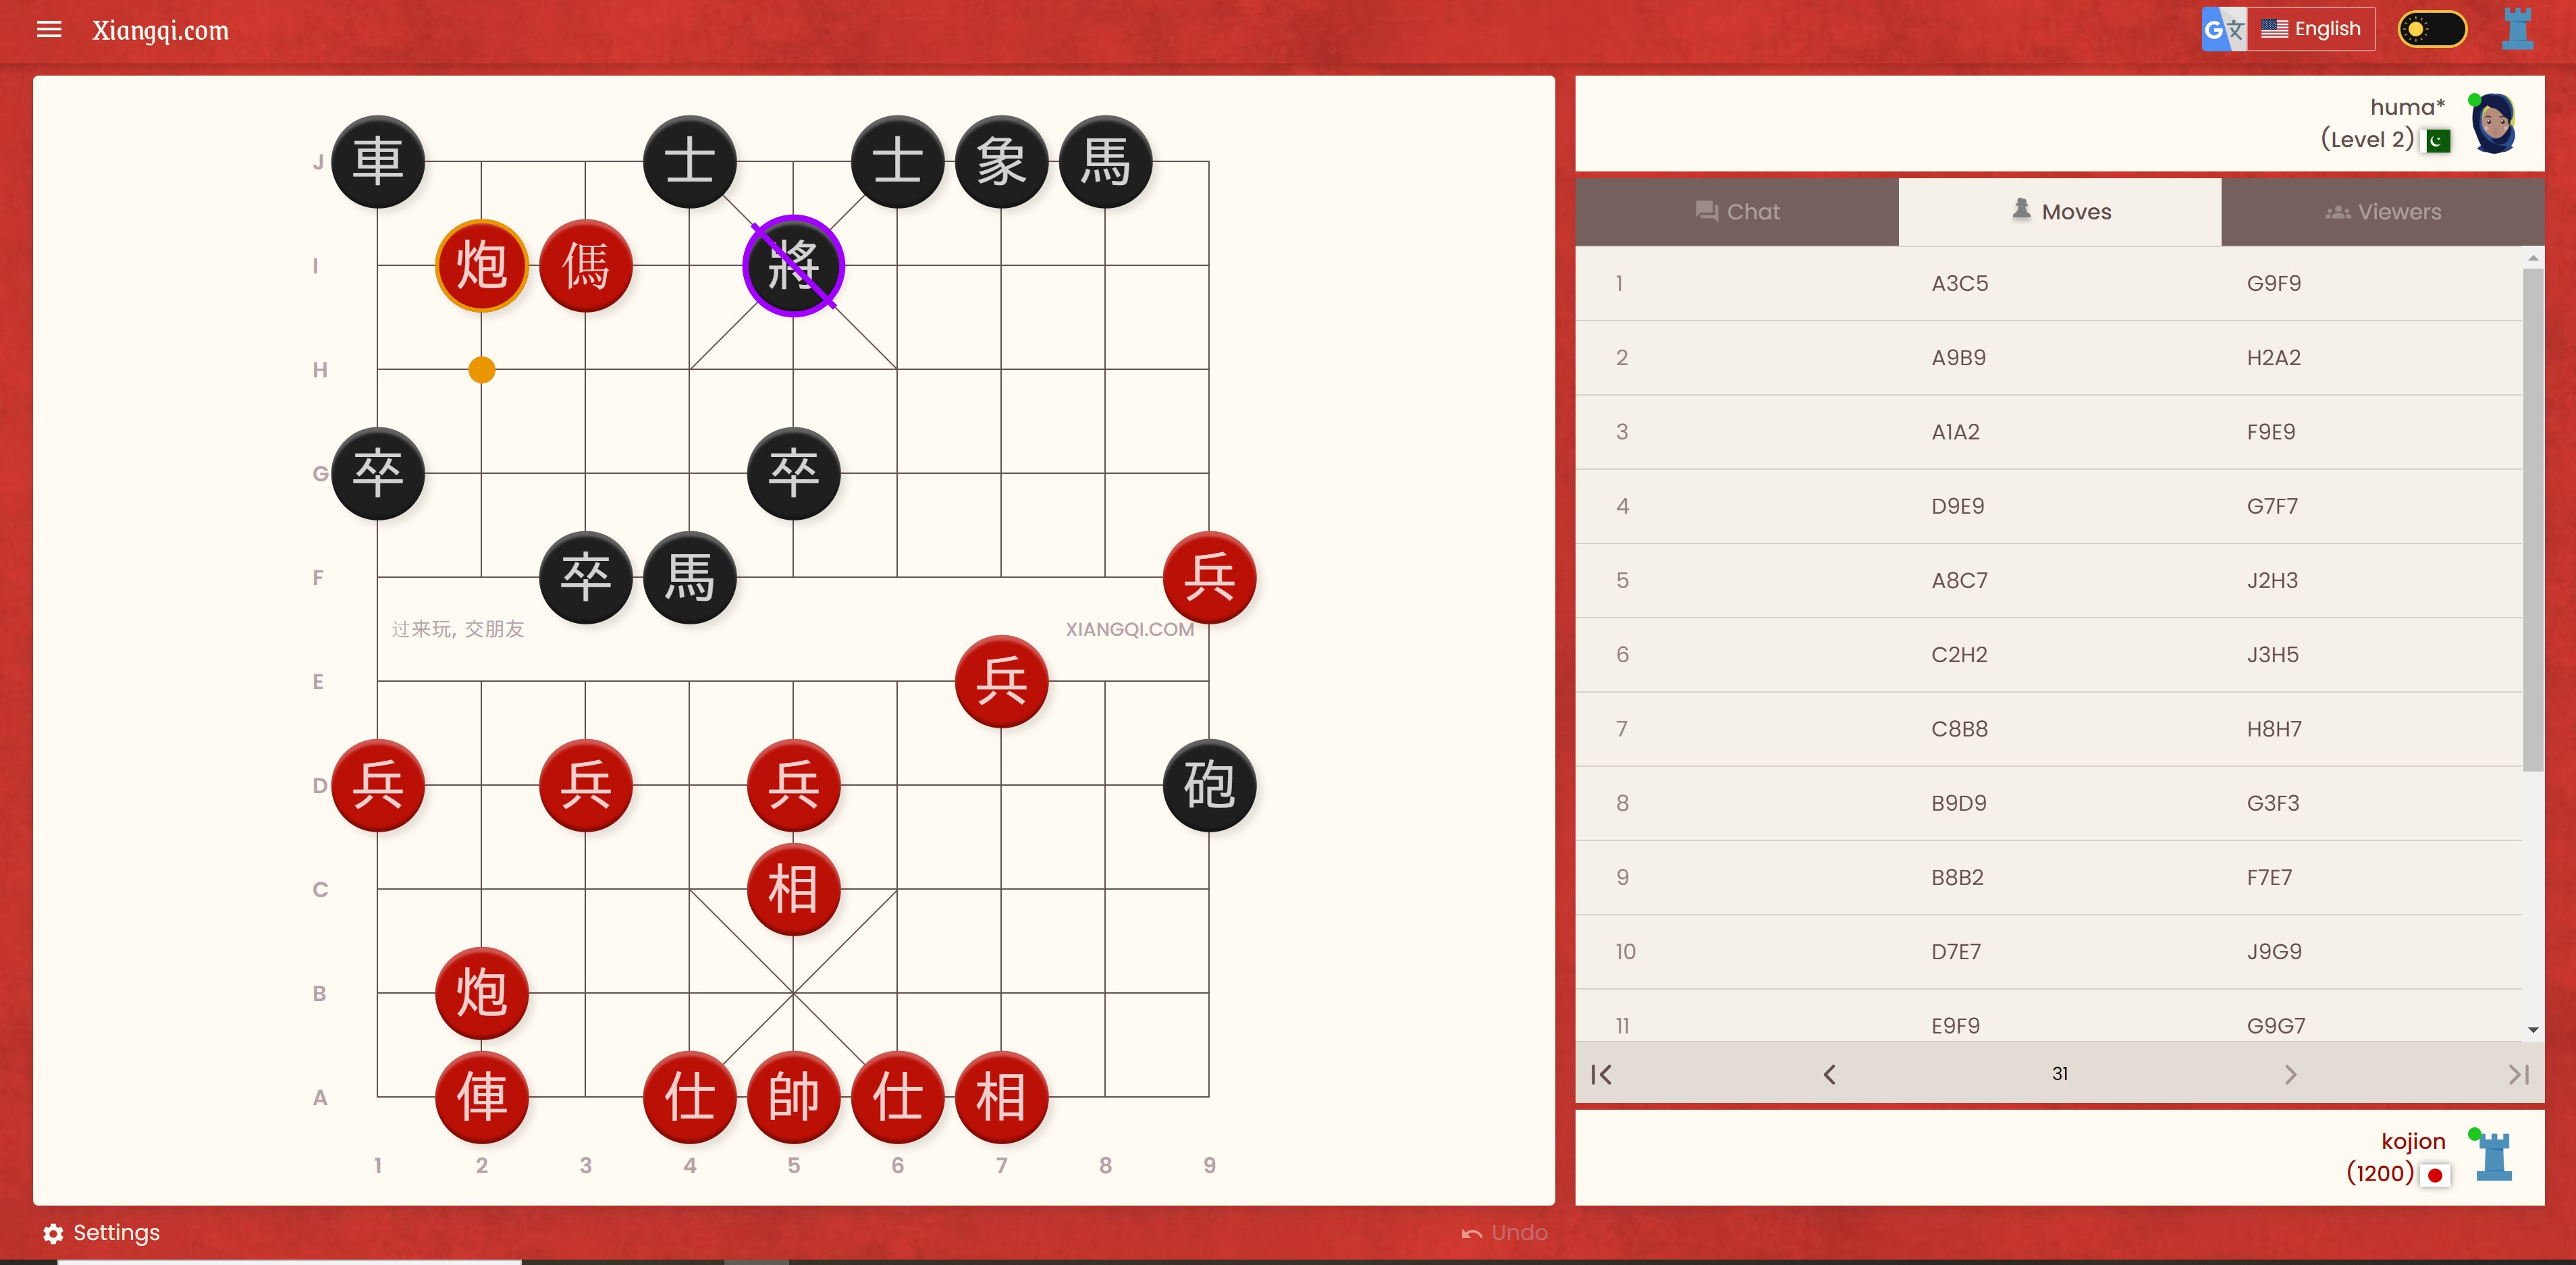 Xiangqi.com
English
J 車 士 士 象 馬
I 炮 傌 將
H
G 卒 卒
F 卒 馬 兵
过来玩, 交朋友 XIANGQI.COM
E 兵
D 兵 兵 兵 砲
C 相
B 炮
A 俥 仕 帥 仕 相
1 2 3 4 5 6 7 8 9
Settings
Undo
huma*
(Level 2)
Chat Moves Viewers
1 A3C5 G9F9
2 A9B9 H2A2
3 A1A2 F9E9
4 D9E9 G7F7
5 A8C7 J2H3
6 C2H2 J3H5
7 C8B8 H8H7
8 B9D9 G3F3
9 B8B2 F7E7
10 D7E7 J9G9
11 E9F9 G9G7
31
kojion
(1200)